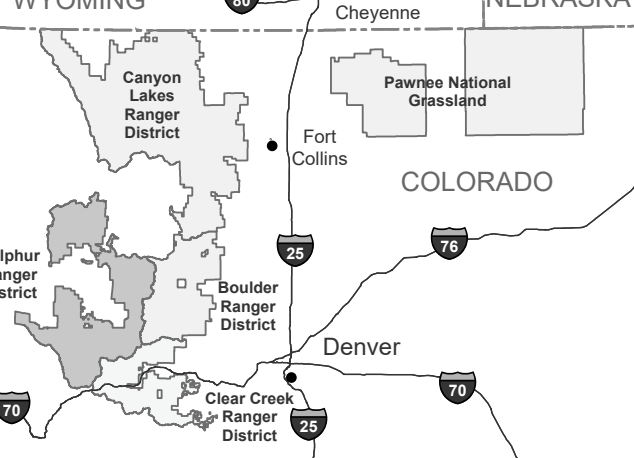 WYOMING
80
Cheyenne
NEBRASKA
Canyon
Lakes
Ranger
District
Pawnee National
Grassland
Fort
Collins
COLORADO
lphur
anger
strict
25
76
Boulder
Ranger
District
Denver
70
70
Clear Creek
Ranger
District
25